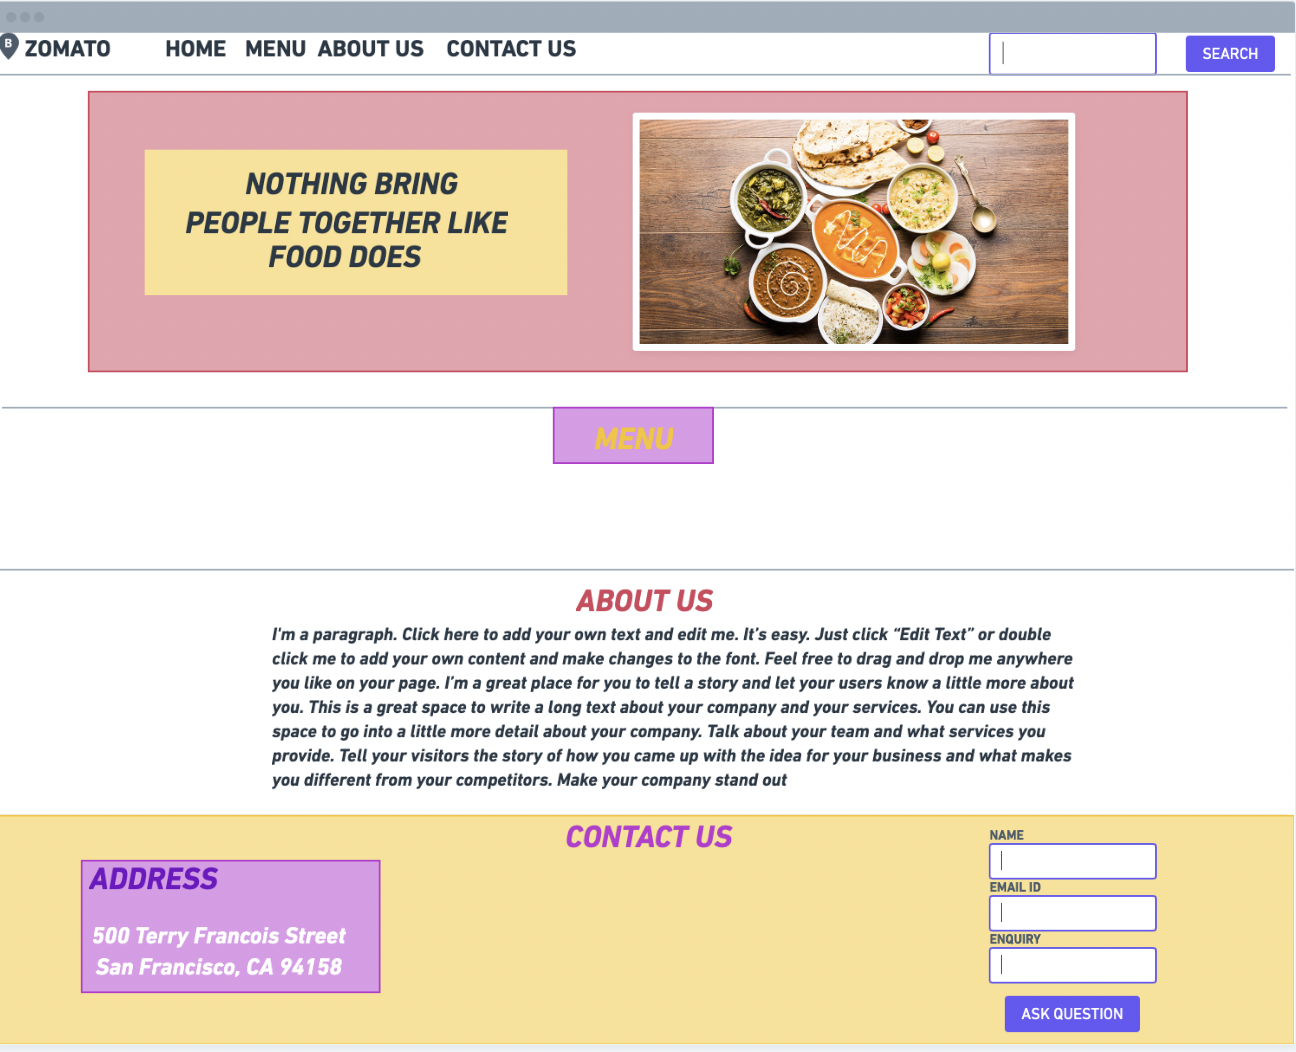 B ZOMATO HOME MENU ABOUT US CONTACT US SEARCH
NOTHING BRING
PEOPLE TOGETHER LIKE
FOOD DOES
MENU
ABOUT US
I'm a paragraph. Click here to add your own text and edit me. It's easy. Just click “Edit Text” or double
click me to add your own content and make changes to the font. Feel free to drag and drop me anywhere
you like on your page. I'm a great place for you to tell a story and let your users know a little more about
you. This is a great space to write a long text about your company and your services. You can use this
space to go into a little more detail about your company. Talk about your team and what services you
provide. Tell your visitors the story of how you came up with the idea for your business and what makes
you different from your competitors. Make your company stand out
CONTACT US
ADDRESS
500 Terry Francois Street
San Francisco, CA 94158
NAME
EMAIL ID
ENQUIRY
ASK QUESTION